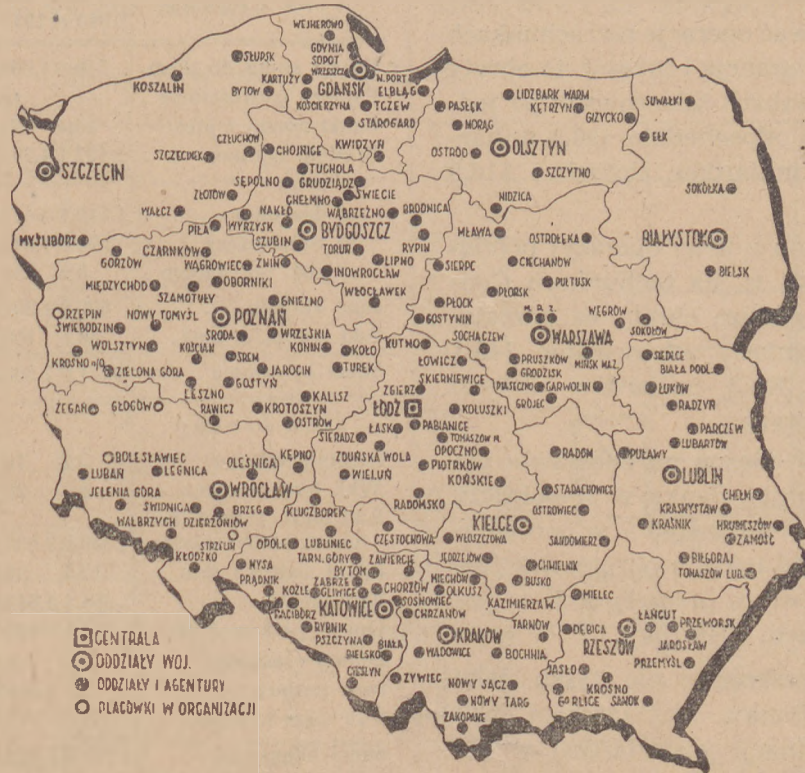 WEJHEROWO
GDYNIA
SOPOT
WRZESZCZ
N. PORT
SŁUPSK
KOSZALIN
BYTOW
KARTUZY
GDAŃSK
ELBLĄG
KOŚCIERZYNA
TCZEW
STAROGARD
PASŁĘK
LIDZBARK WARM
KĘTRZYN
GIŻYCKO
SUWAŁKI
MORĄG
EŁK
OSTRÓD
OLSZTYN
SZCZYTNO
SOKÓŁKA
CZŁUCHÓW
CHOJNICE
KWIDZYŃ
SZCZECINEK
SZCZECIN
TUCHOLA
SĘPOLNO
GRUDZIĄDZ
ŚWIECIE
CHEŁMNO
NIDZICA
ZŁOTÓW
WAŁCZ
NAKŁO
WĄBRZEŹNO
BRODNICA
WYRZYSK
PIŁA
BYDGOSZCZ
RYPIN
MŁAWA
OSTROŁĘKA
BIAŁYSTOK
MYŚLIBÓRZ
SZUBIN
TORUŃ
LIPNO
SIERPC
CIECHANÓW
BIELSK
GORZÓW
CZARNKÓW
WĄGROWIEC
ŻNIN
INOWROCŁAW
MIĘDZYCHÓD
OBORNIKI
SZAMOTUŁY
WŁOCŁAWEK
PŁOCK
PŁOŃSK
PUŁTUSK
GNIEZNO
RZEPIN
NOWY TOMYŚL
POZNAŃ
GOSTYNIN
WĘGRÓW
SOKOŁÓW
ŚWIEBODZIN
ŚRODA
WRZEŚNIA
WARSZAWA
WOLSZTYN
KOŚCIAN
ŚREM
KONIN
KOŁO
KUTNO
SOCHACZEW
MIŃSK MAZ.
SIEDLCE
KROSNO n/O
ZIELONA GÓRA
JAROCIN
TUREK
ŁOWICZ
PRUSZKÓW
GRODZISK
BIAŁA PODL.
LESZNO
GOSTYŃ
KALISZ
ZGIERZ
SKIERNIEWICE
PIASECZNO
GARWOLIN
GRÓJEC
ŁUKÓW
RADZYŃ
ŻEGAŃ
GŁOGÓW
RAWICZ
KROTOSZYN
OSTRÓW
ŁÓDŹ
KOLUSZKI
ŁASK
PABIANICE
PARCZEW
SIERADZ
TOMASZÓW M.
LUBARTÓW
BOLESŁAWIEC
KĘPNO
ZDUŃSKA WOLA
OPOCZNO
RADOM
PUŁAWY
LUBAŃ
LEGNICA
OLEŚNICA
WIELUŃ
PIOTRKÓW
KOŃSKIE
LUBLIN
JELENIA GÓRA
WROCŁAW
RADOMSKO
STARACHOWICE
CHEŁM
ŚWIDNICA
BRZEG
KLUCZBOREK
KIELCE
OSTROWIEC
KRASNYSTAW
WAŁBRZYCH
DZIERŻONIÓW
CZĘSTOCHOWA
KRAŚNIK
HRUBIESZÓW
STRZELIN
OPOLE
LUBLINIEC
WŁOSZCZOWA
SANDOMIERZ
ZAMOŚĆ
KŁODZKO
NYSA
TARN. GÓRY
ZAWIERCIE
JĘDRZEJÓW
CHMIELNIK
BIŁGORAJ
BYTOM
TOMASZÓW LUB.
PRUDNIK
ZABRZE
MIECHÓW
BUSKO
KOŹLE
GLIWICE
CHORZÓW
OLKUSZ
KAZIMIERZA W.
MIELEC
RACIBÓRZ
KATOWICE
SOSNOWIEC
CHRZANÓW
ŁAŃCUT
PRZEWORSK
RYBNIK
KRAKÓW
TARNÓW
DĘBICA
RZESZÓW
PSZCZYNA
BIAŁA
JAROSŁAW
BIELSKO
WADOWICE
BOCHNIA
PRZEMYŚL
CIESZYN
ŻYWIEC
NOWY SĄCZ
JASŁO
KROSNO
NOWY TARG
GORLICE
SANOK
ZAKOPANE
CENTRALA
ODDZIAŁY WOJ.
ODDZIAŁY I AGENTURY
PLACÓWKI W ORGANIZACJI